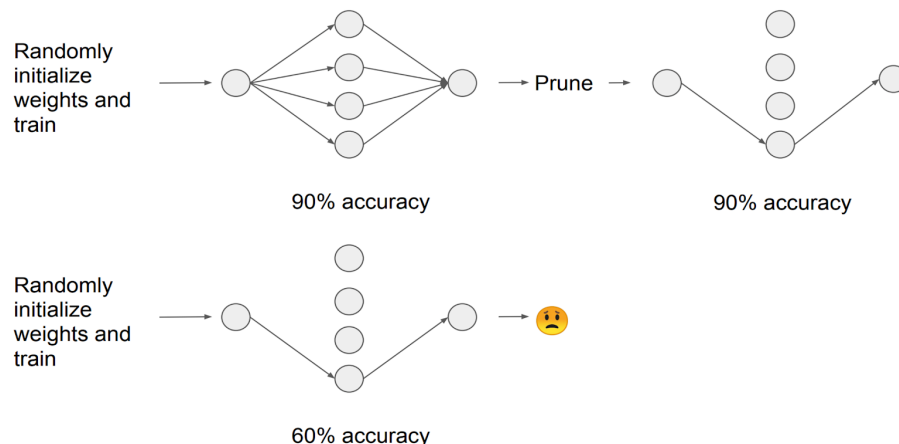 Randomly
initialize
weights and
train
Prune
90% accuracy
90% accuracy
Randomly
initialize
weights and
train
60% accuracy